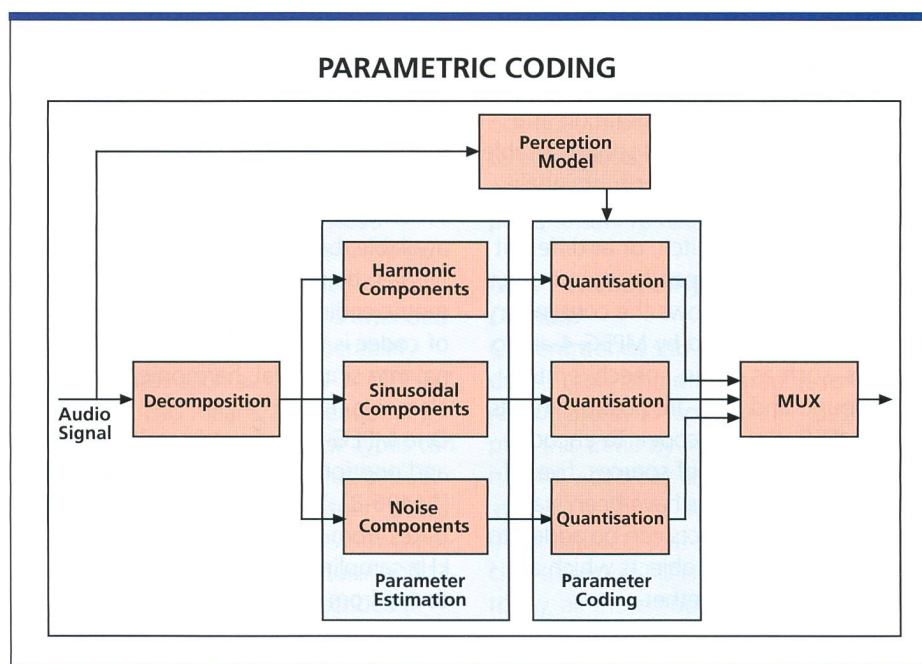 PARAMETRIC CODING
Perception
Model
Harmonic
Components
Quantisation
Audio
Signal
Decomposition
Sinusoidal
Components
Quantisation
MUX
Noise
Components
Quantisation
Parameter
Estimation
Parameter
Coding